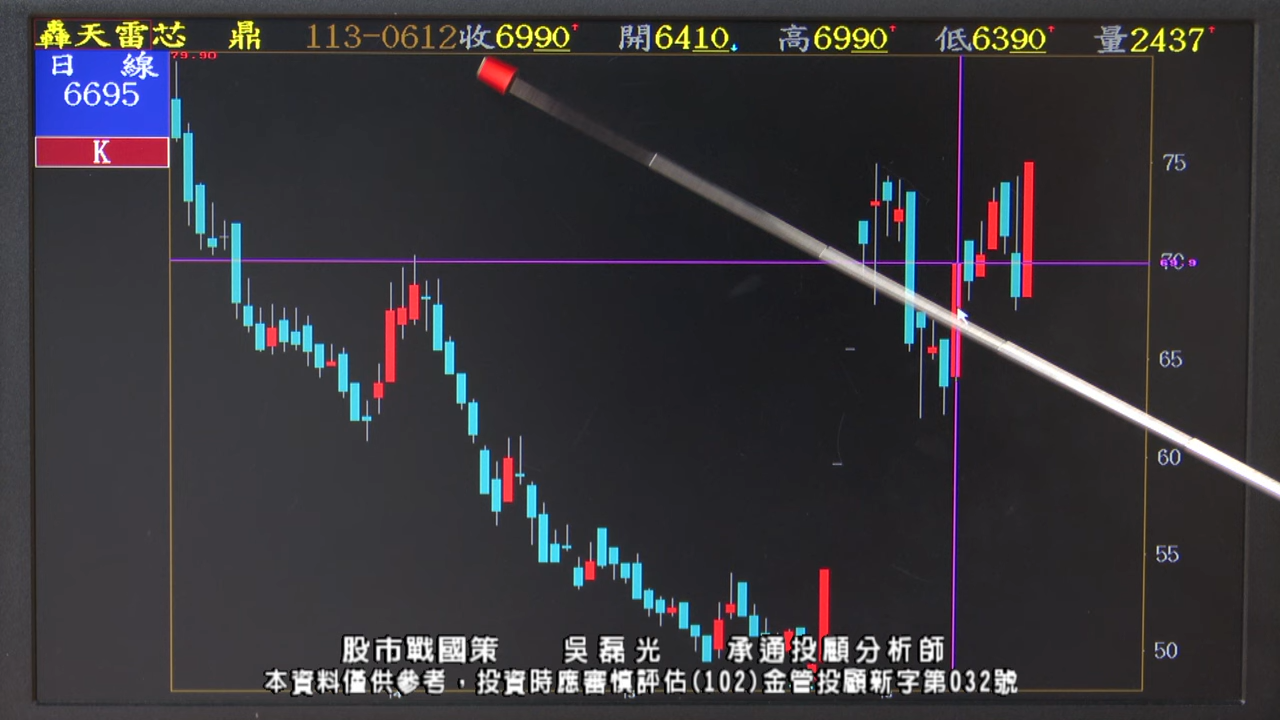 轟天雷芯 鼎 113-0612收6990 開6410 高6990 低6390 量2437
日 線 79.90
6695
K
75
70 69.9
65
60
55
50
股市戰國策 吳磊光 承通投顧分析師
本資料僅供參考，投資時應審慎評估(102)金管投顧新字第032號